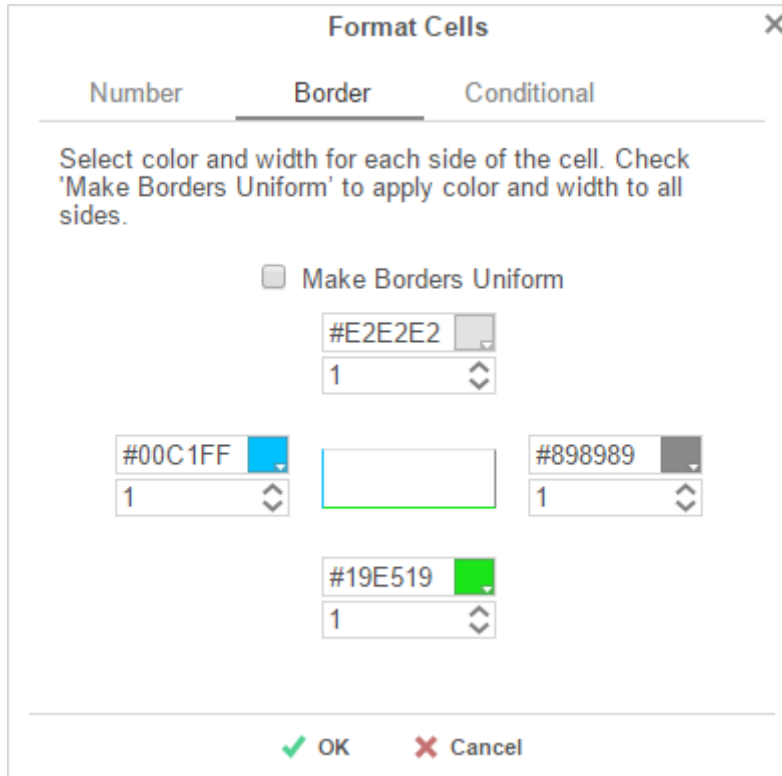 Format Cells
Number Border Conditional
Select color and width for each side of the cell. Check
'Make Borders Uniform' to apply color and width to all
sides.
Make Borders Uniform
#E2E2E2
1
#00C1FF #898989
1 1
#19E519
1
OK Cancel